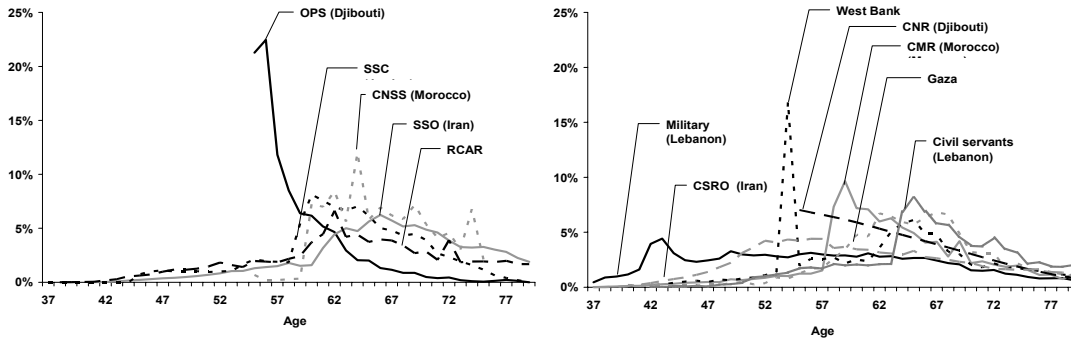 25%
20%
15%
10%
5%
0%
OPS (Djibouti)
SSC
CNSS (Morocco)
SSO (Iran)
RCAR
37 42 47 52 57 62 67 72 77
Age
25%
20%
15%
10%
5%
0%
West Bank
CNR (Djibouti)
CMR (Morocco)
Gaza
Military
(Lebanon)
Civil servants
(Lebanon)
CSRO (Iran)
37 42 47 52 57 62 67 72 77
Age